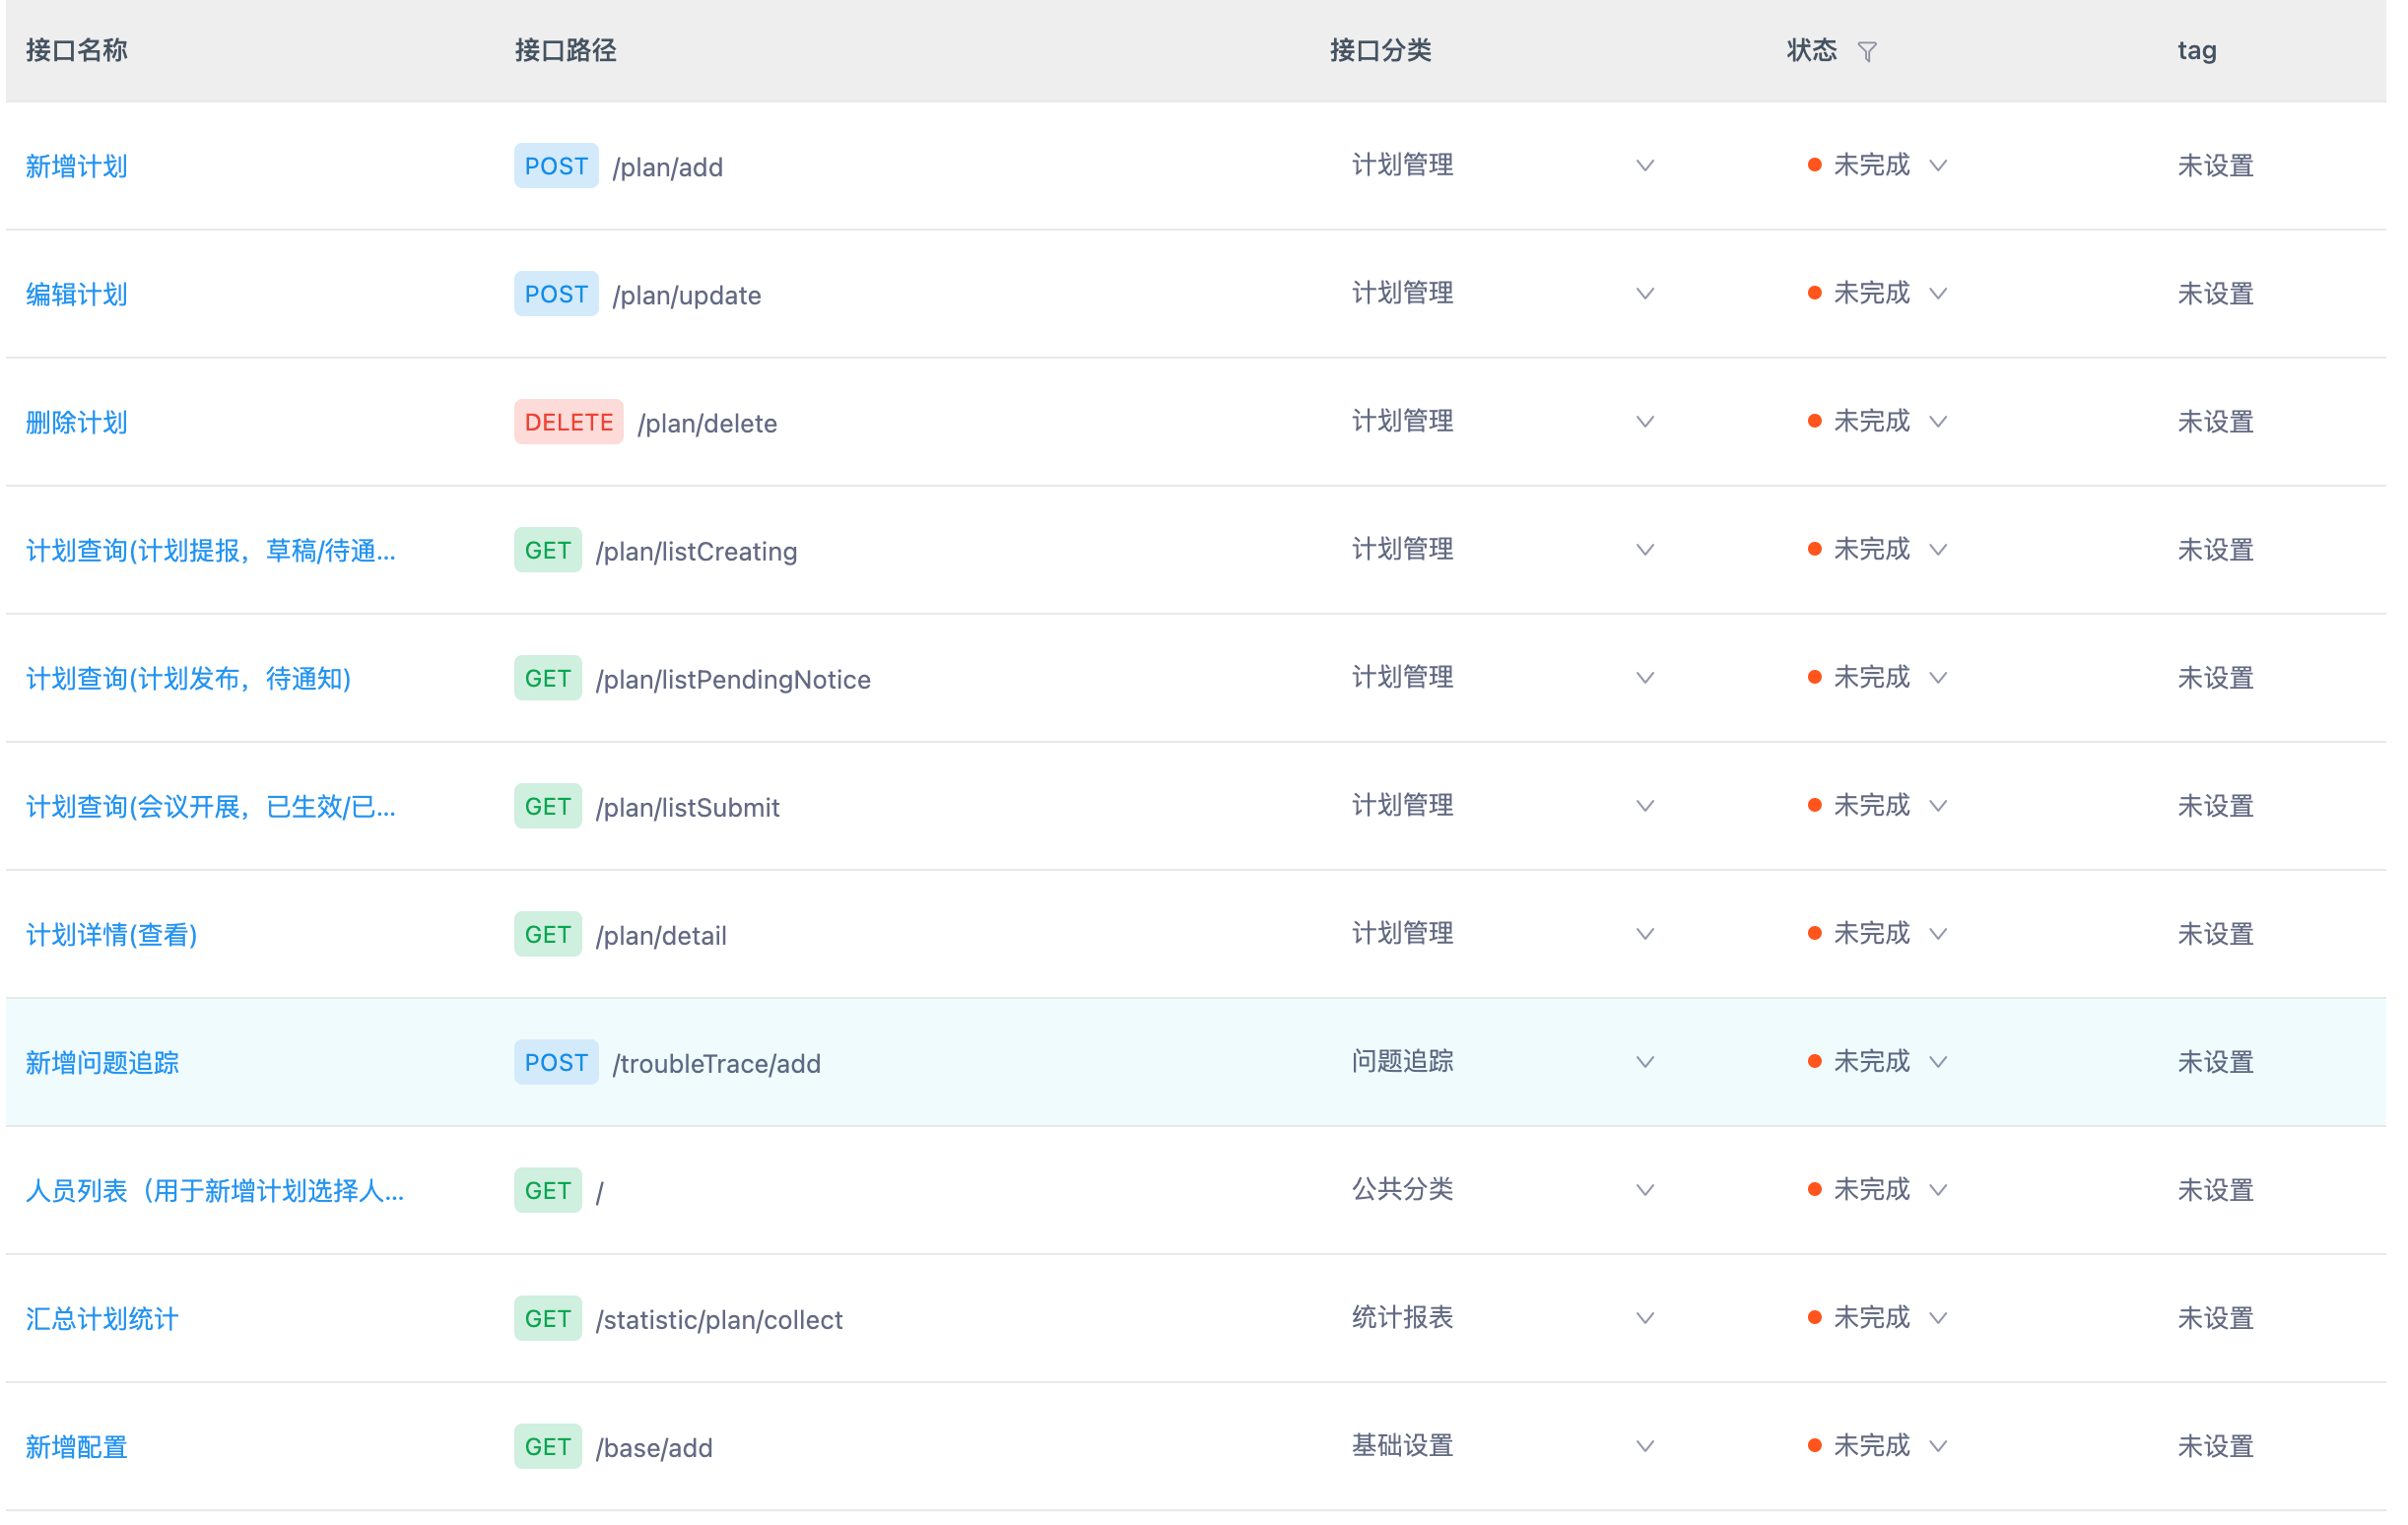 接口名称 接口路径 接口分类 状态 tag
新增计划 POST /plan/add 计划管理 未完成 未设置
编辑计划 POST /plan/update 计划管理 未完成 未设置
删除计划 DELETE /plan/delete 计划管理 未完成 未设置
计划查询(计划提报，草稿/待通... GET /plan/listCreating 计划管理 未完成 未设置
计划查询(计划发布，待通知) GET /plan/listPendingNotice 计划管理 未完成 未设置
计划查询(会议开展，已生效/已... GET /plan/listSubmit 计划管理 未完成 未设置
计划详情(查看) GET /plan/detail 计划管理 未完成 未设置
新增问题追踪 POST /troubleTrace/add 问题追踪 未完成 未设置
人员列表（用于新增计划选择人... GET / 公共分类 未完成 未设置
汇总计划统计 GET /statistic/plan/collect 统计报表 未完成 未设置
新增配置 GET /base/add 基础设置 未完成 未设置